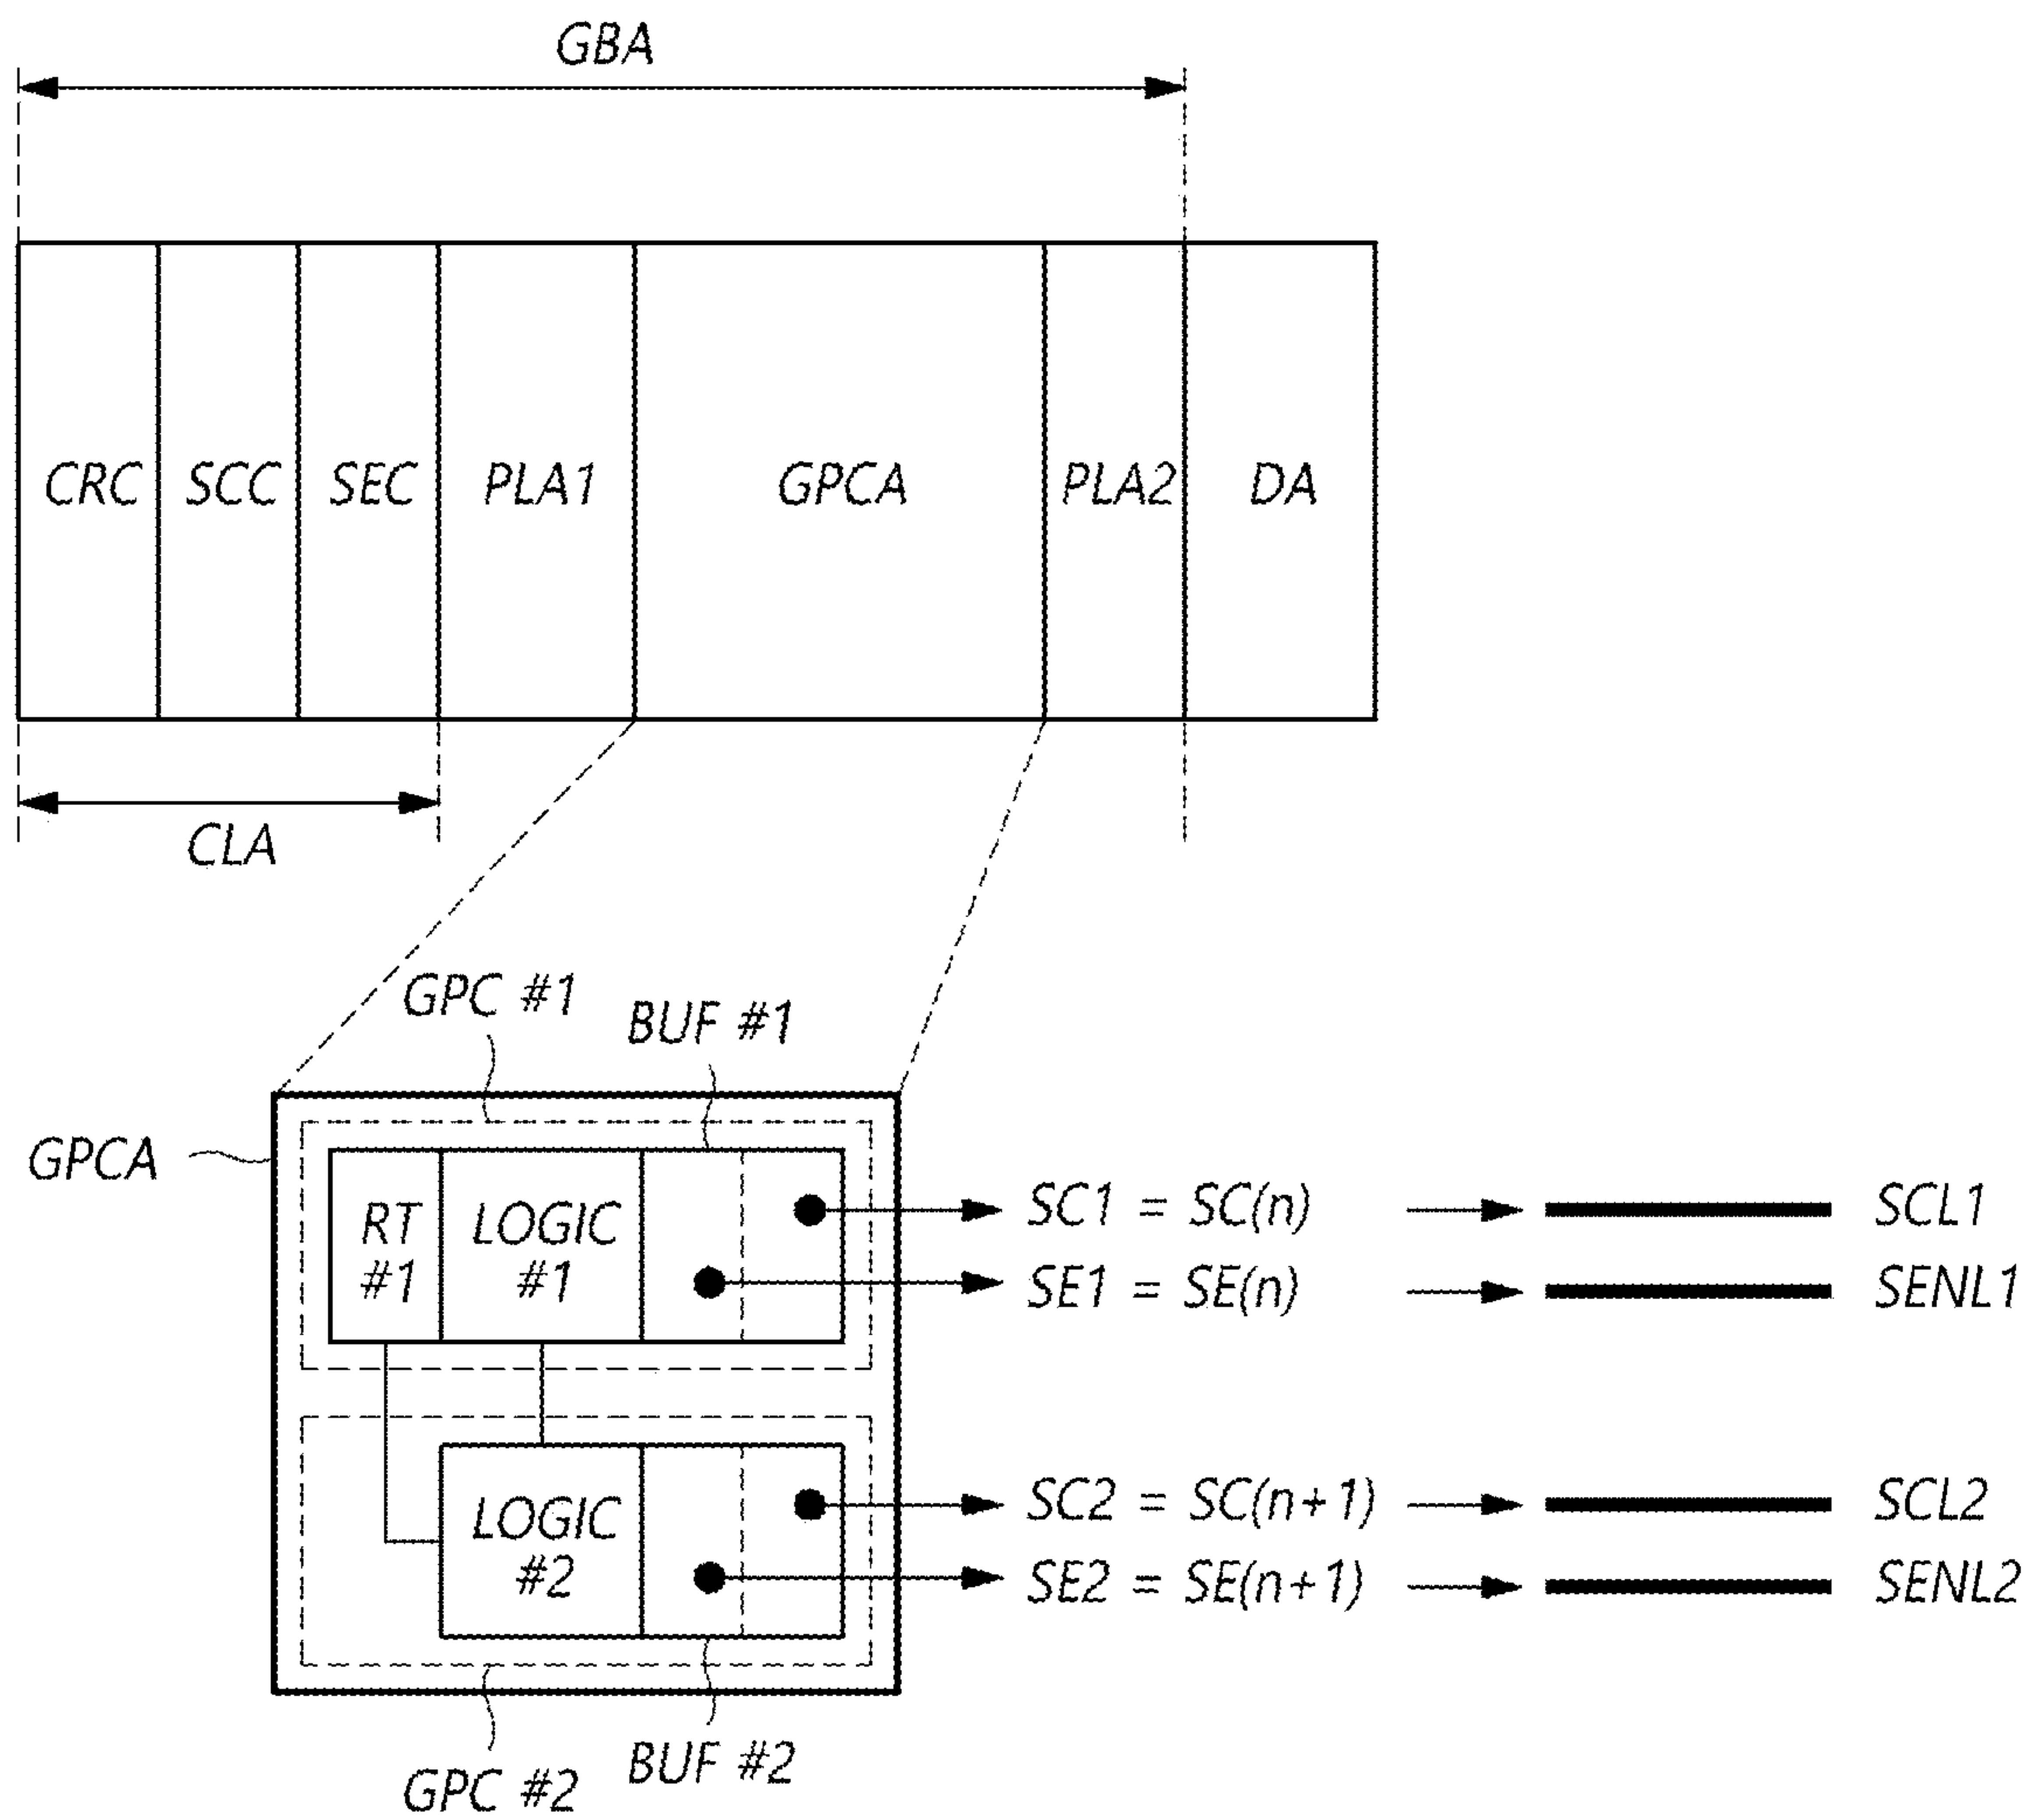 GBA
CRC SCC SEC PLA1 GPCA PLA2 DA
CLA
GPC #1
BUF #1
GPCA
RT #1
LOGIC #1
SC1 = SC(n)
SCL1
SE1 = SE(n)
SENL1
LOGIC #2
SC2 = SC(n+1)
SCL2
SE2 = SE(n+1)
SENL2
BUF #2
GPC #2